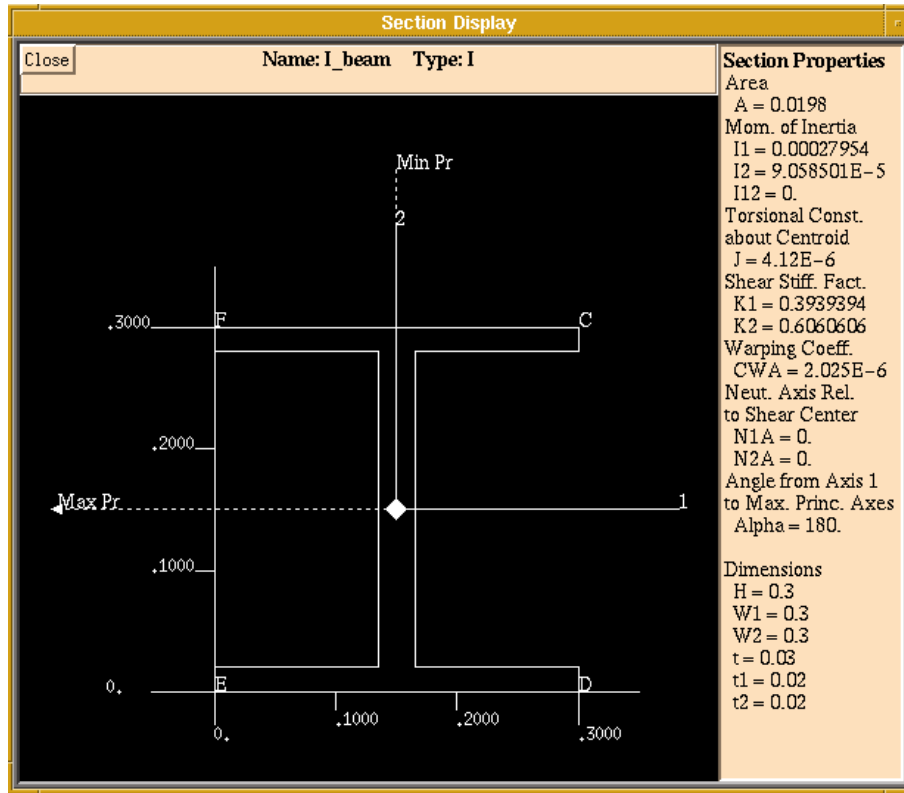 Section Display
Close
Name: I_beam Type: I
Min Pr
2
.3000
F
C
.2000
Max Pr
1
.1000
0.
E
D
0.
.1000
.2000
.3000
Section Properties
Area
A = 0.0198
Mom. of Inertia
I1 = 0.00027954
I2 = 9.058501E-5
I12 = 0.
Torsional Const.
about Centroid
J = 4.12E-6
Shear Stiff. Fact.
K1 = 0.3939394
K2 = 0.6060606
Warping Coeff.
CWA = 2.025E-6
Neut. Axis Rel.
to Shear Center
N1A = 0.
N2A = 0.
Angle from Axis 1
to Max. Princ. Axes
Alpha = 180.
Dimensions
H = 0.3
W1 = 0.3
W2 = 0.3
t = 0.03
t1 = 0.02
t2 = 0.02